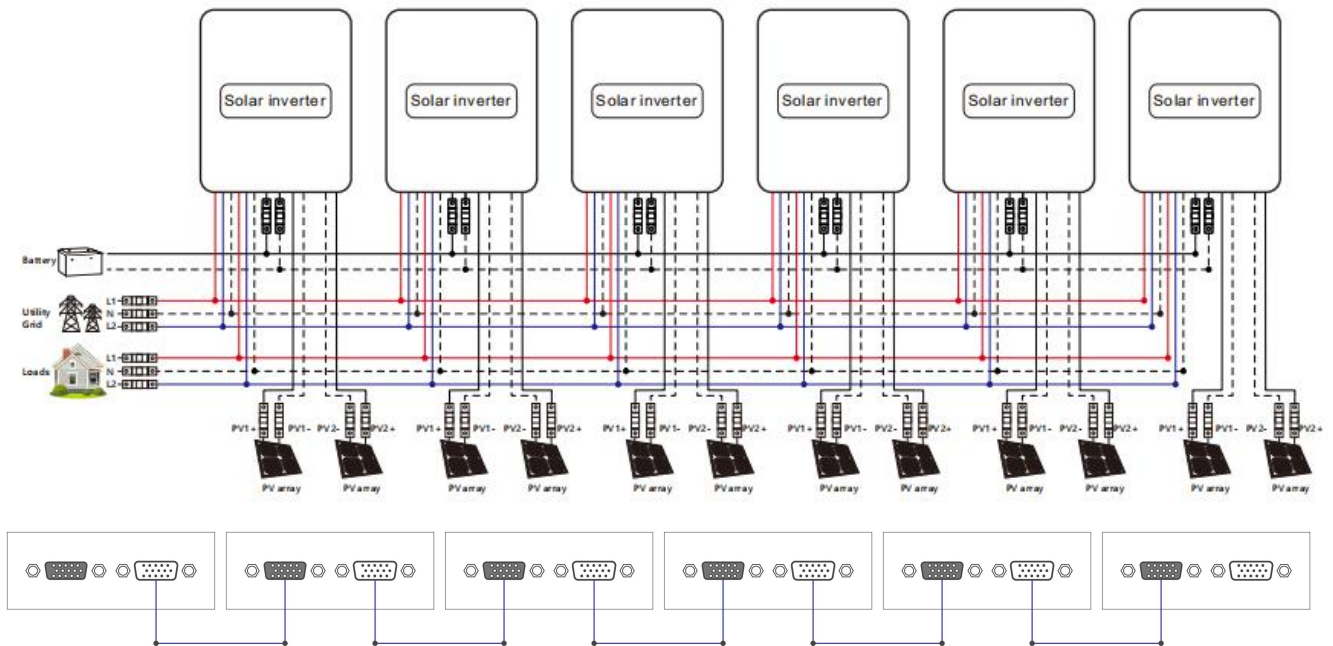 Solar inverter Solar inverter Solar inverter Solar inverter Solar inverter Solar inverter
Battery
L1
Utility N
Grid L2
L1
Loads N
L2
PV1+ PV1- PV2- PV2+ PV1+ PV1- PV2- PV2+ PV1+ PV1- PV2- PV2+ PV1+ PV1- PV2- PV2+ PV1+ PV1- PV2- PV2+ PV1+ PV1- PV2- PV2+
PV array PV array PV array PV array PV array PV array PV array PV array PV array PV array PV array PV array